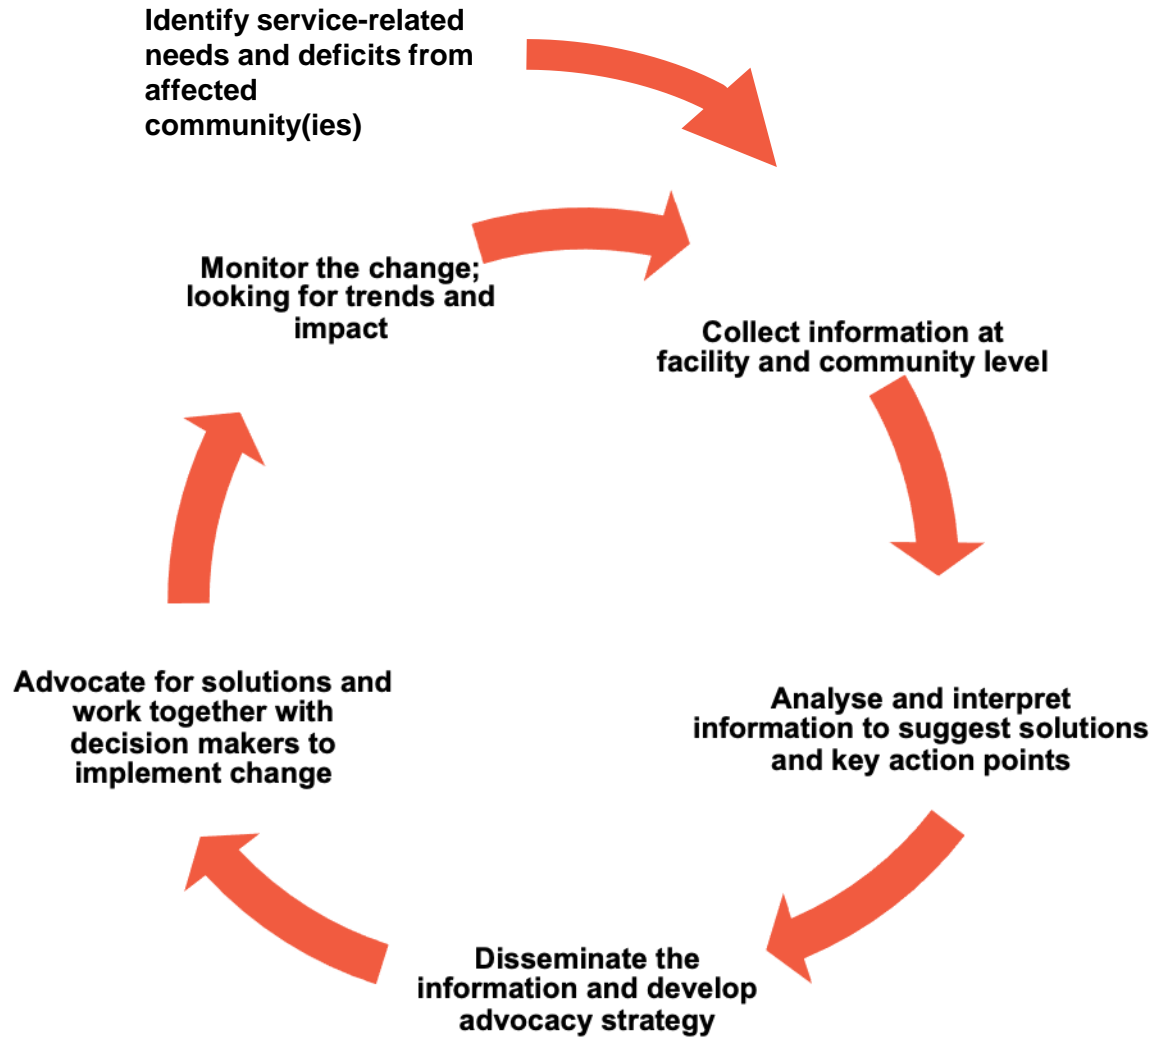 Identify service-related
needs and deficits from
affected
community(ies)
Monitor the change;
looking for trends and
impact
Collect information at
facility and community level
Advocate for solutions and
work together with
decision makers to
implement change
Analyse and interpret
information to suggest solutions
and key action points
Disseminate the
information and develop
advocacy strategy